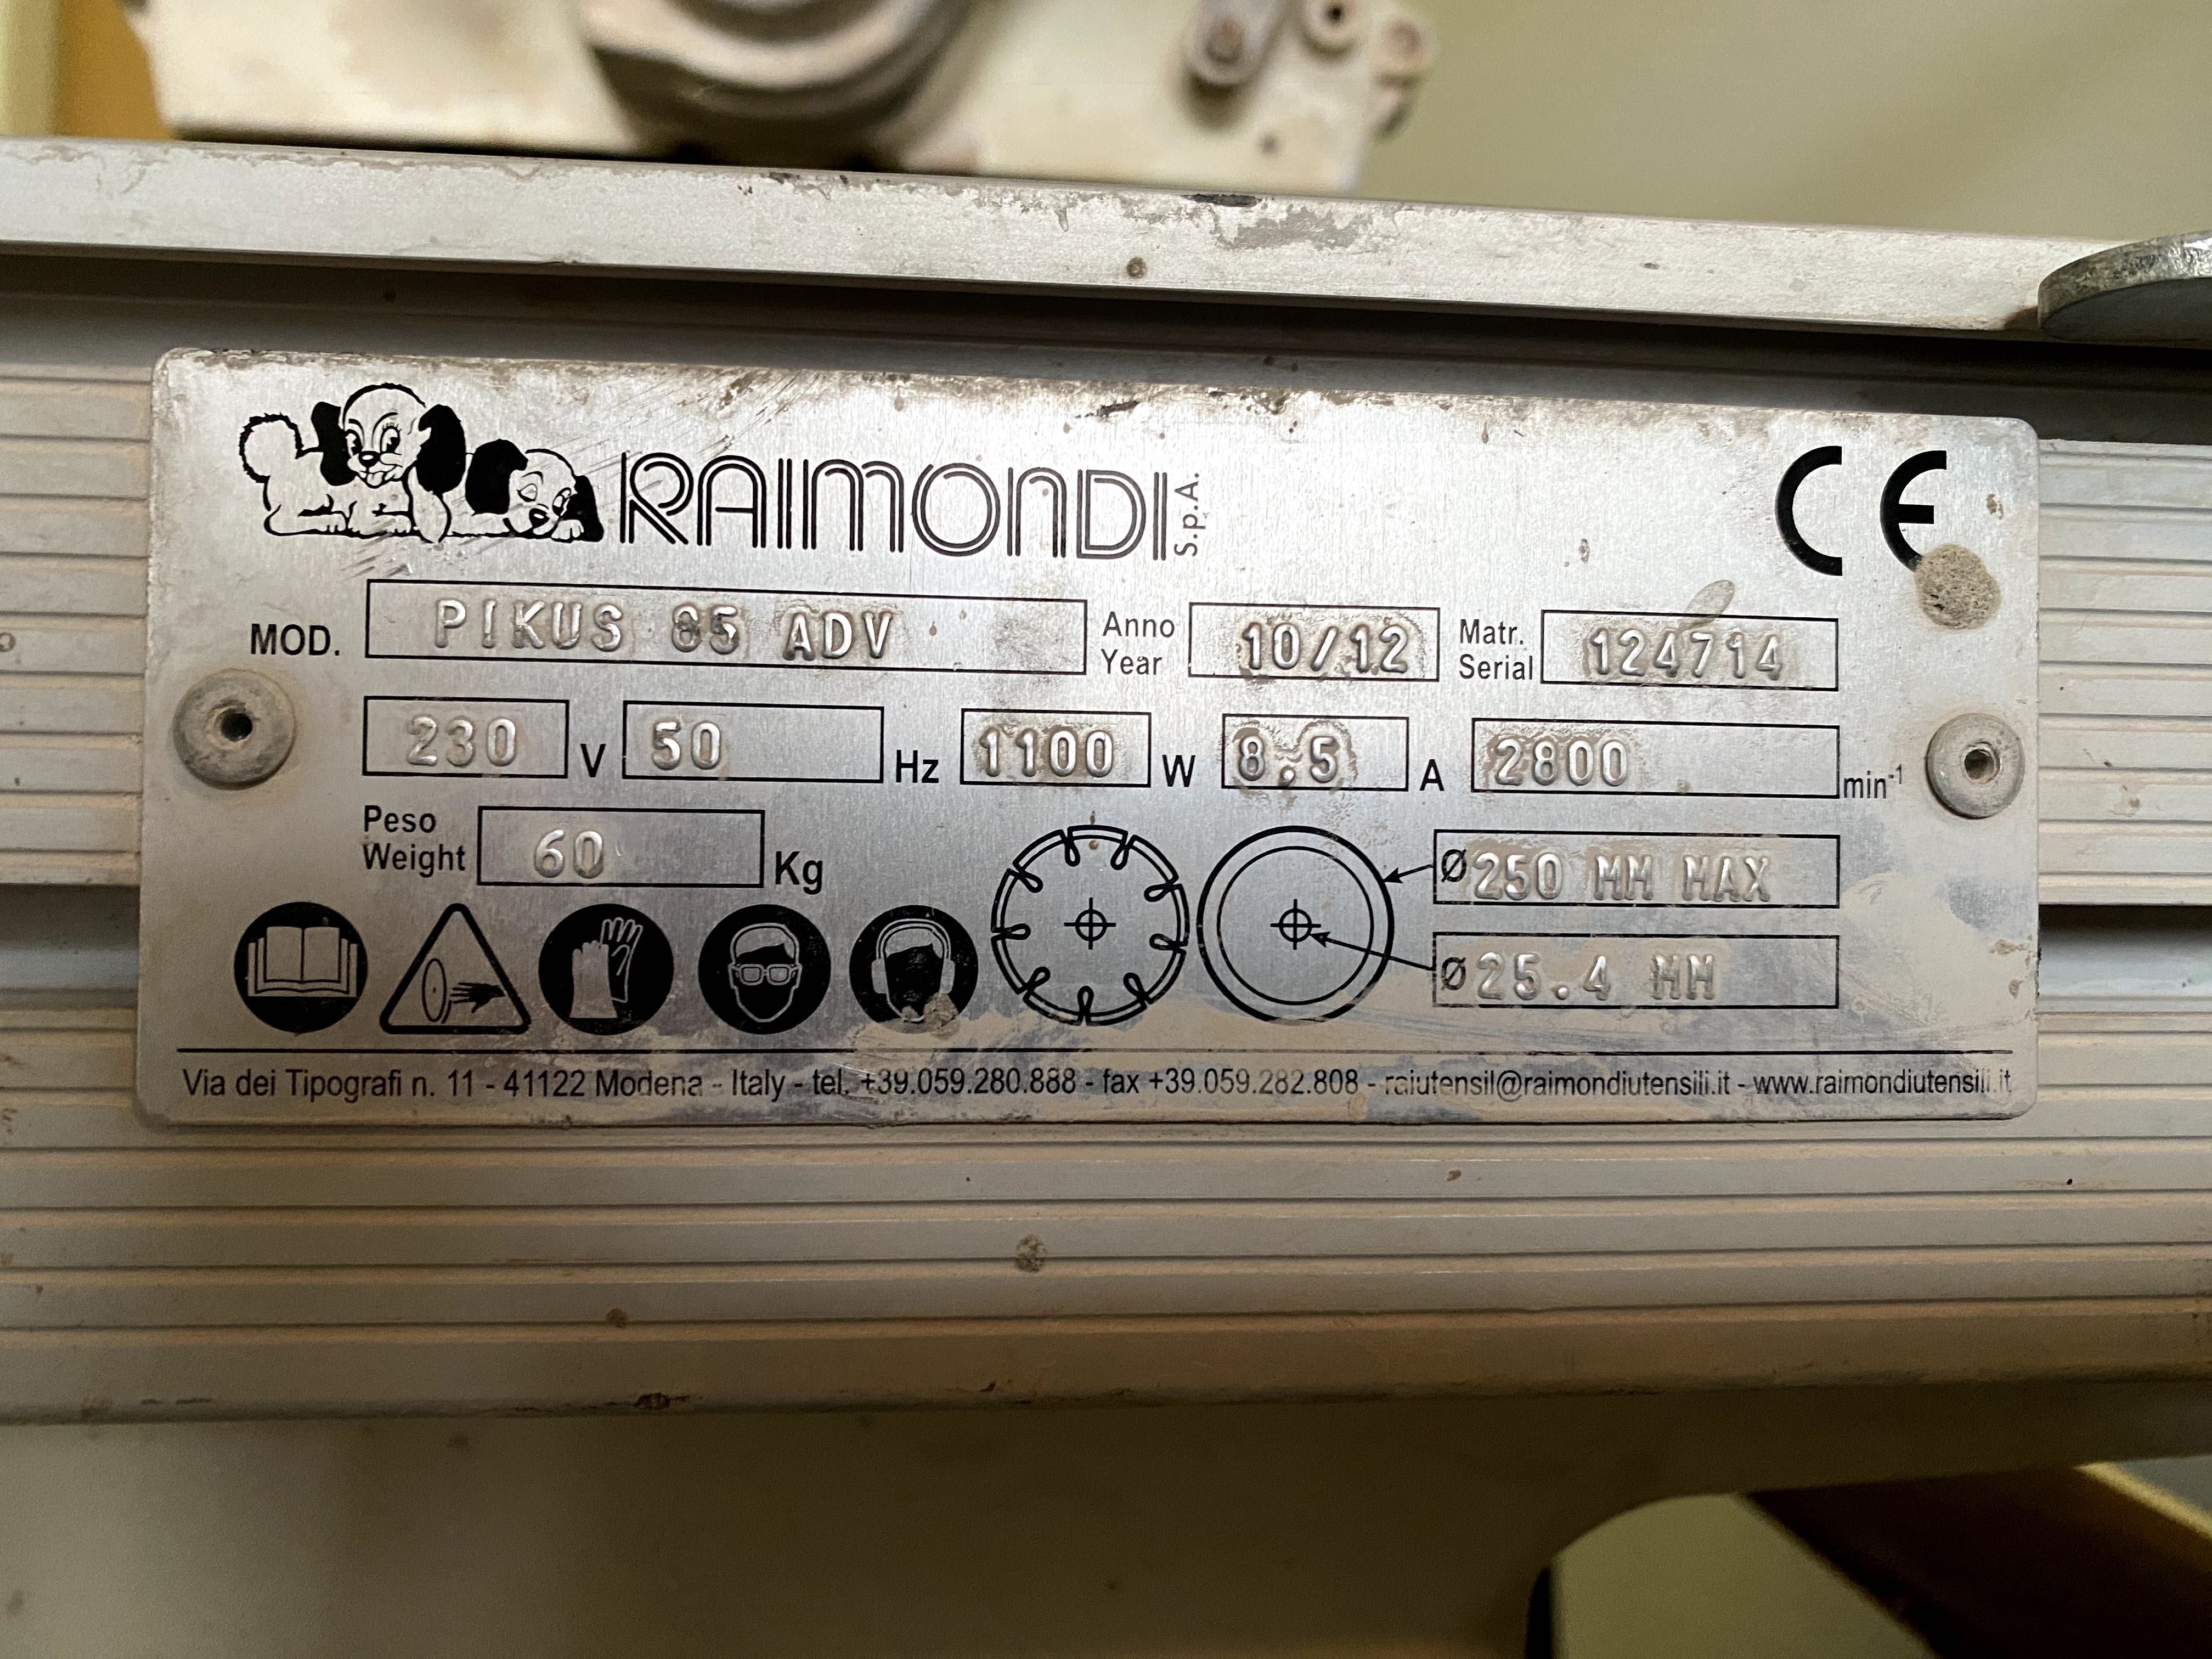 RAIMONDI S.p.A.
CE
MOD. PIKUS 85 ADV Anno Year 10/12 Matr. Serial 124714
230 V 50 Hz 1100 W 8.5 A 2800 min-1
Peso Weight 60 Kg
Ø250 MM MAX
Ø25.4 MM
Via dei Tipografi n. 11 - 41122 Modena - Italy - tel. +39.059.280.888 - fax +39.059.282.808 - raiutensil@raimondiutensili.it - www.raimondiutensili.it